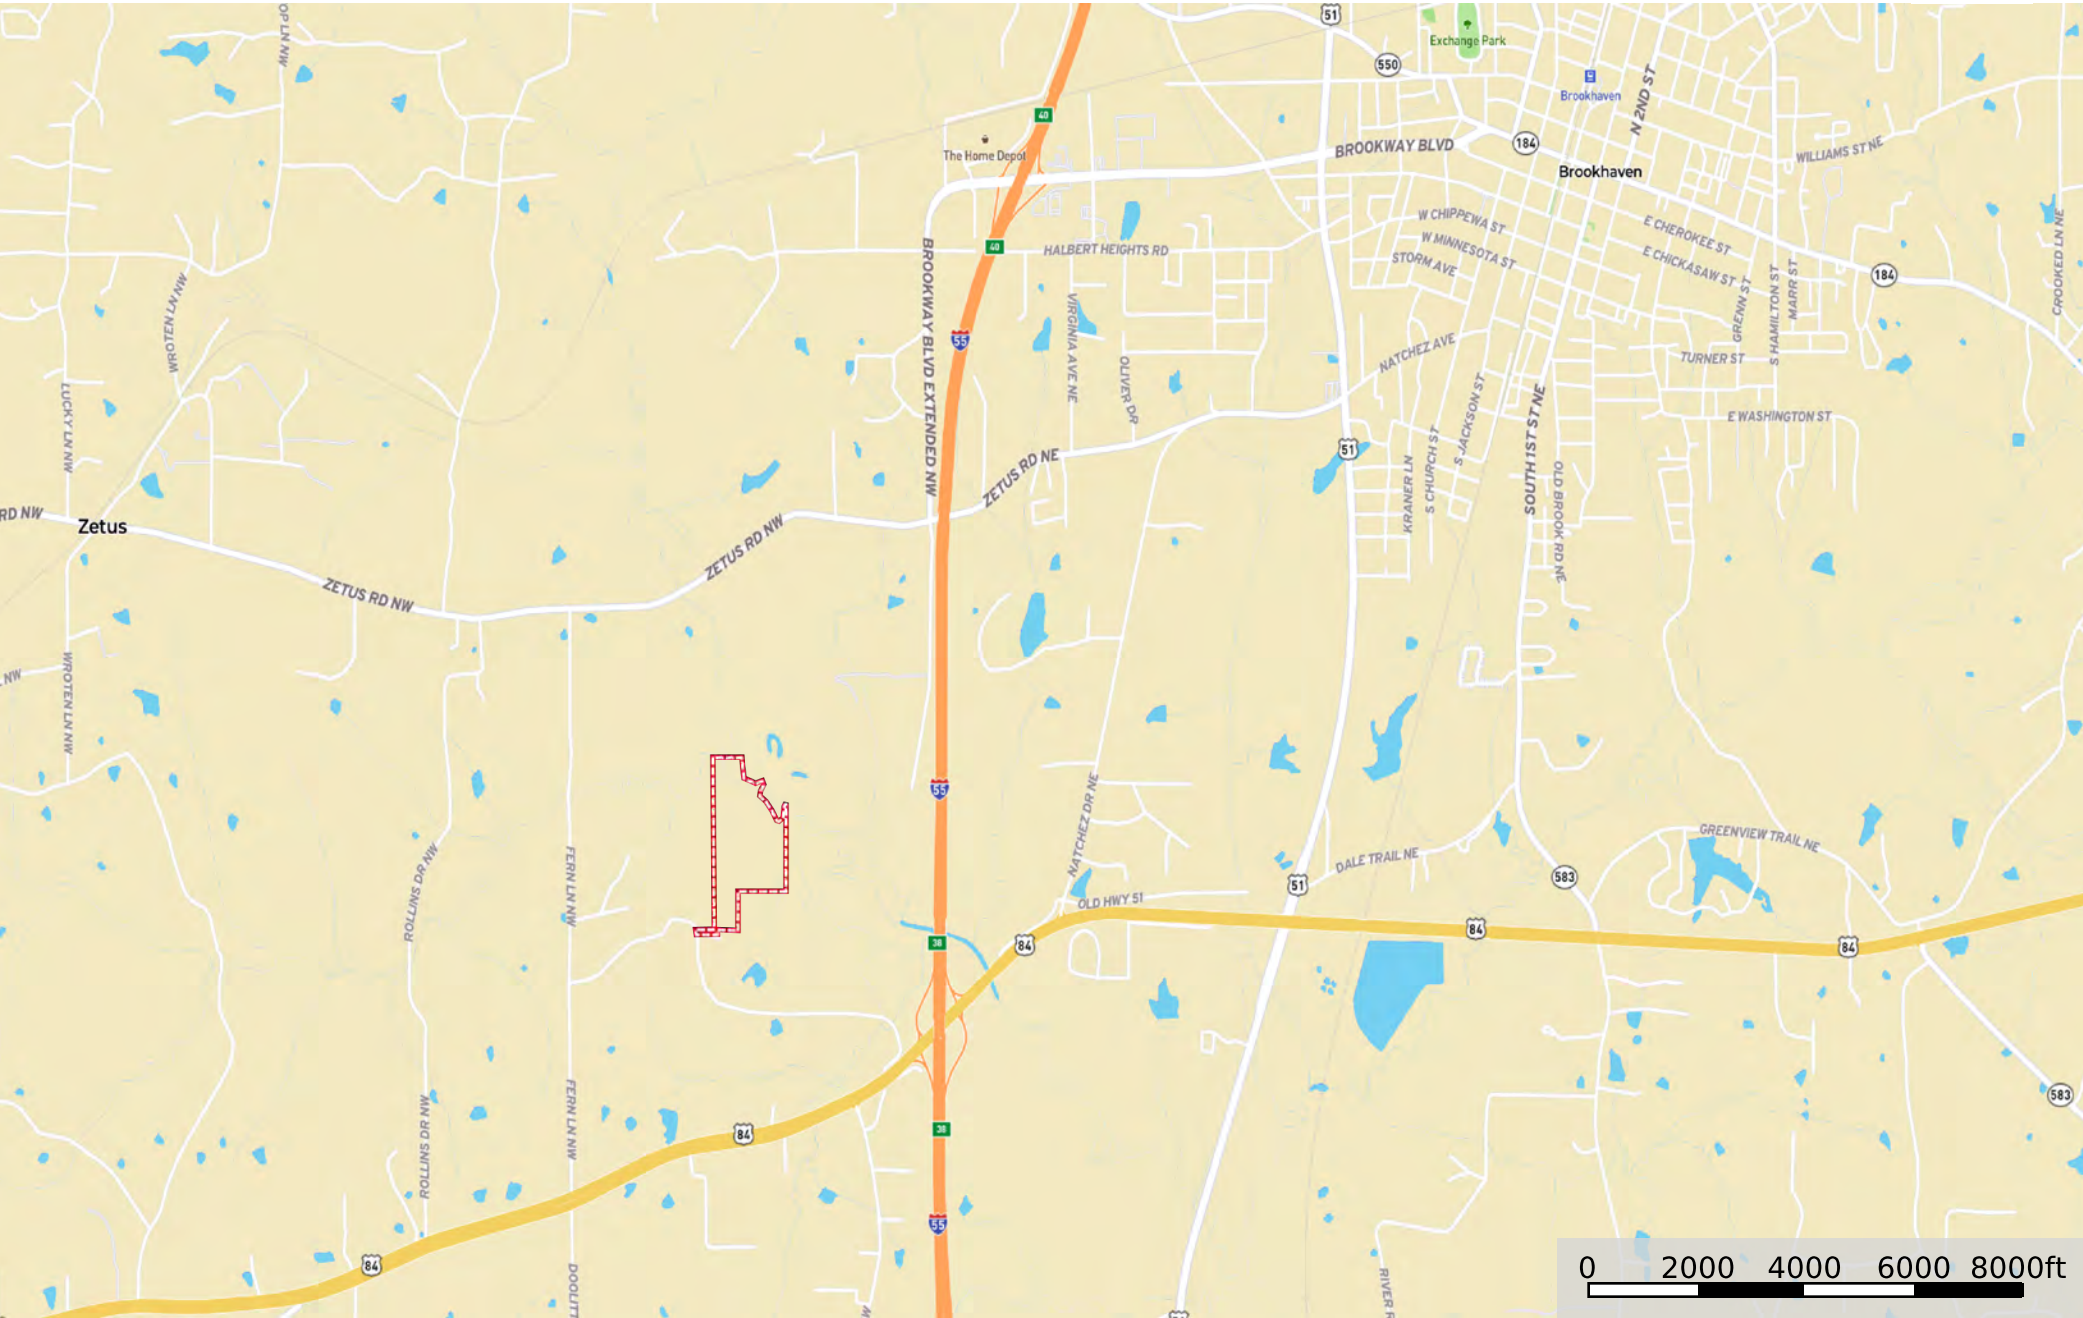 51
OP LN NW
Exchange Park
550
Brookhaven
N 2ND ST
40
The Home Depot
BROOKWAY BLVD
184
WILLIAMS ST NE
Brookhaven
W CHIPPEWA ST
E CHEROKEE ST
CROOKED LN NE
40
HALBERT HEIGHTS RD
W MINNESOTA ST
E CHICKASAW ST
STORM AVE
184
BROOKWAY BLVD EXTENDED NW
WROTEN LN NW
VIRGINIA AVE NE
GRENN ST
S HAMILTON ST
MARR ST
55
NATCHEZ AVE
TURNER ST
OLIVER DR
LUCKY LN NW
S JACKSON ST
SOUTH 1ST ST NE
E WASHINGTON ST
51
KRANER LN
S CHURCH ST
OLD BROOK RD NE
ZETUS RD NE
RD NW
Zetus
ZETUS RD NW
ZETUS RD NW
NW
WROTEN LN NW
55
NATCHEZ DR NE
GREENVIEW TRAIL NE
DALE TRAIL NE
FERN LN NW
ROLLINS DR NW
51
583
OLD HWY 51
84
84
84
38
583
FERN LN NW
ROLLINS DR NW
84
38
55
84
DOOLITT
RIVER R
0 2000 4000 6000 8000ft